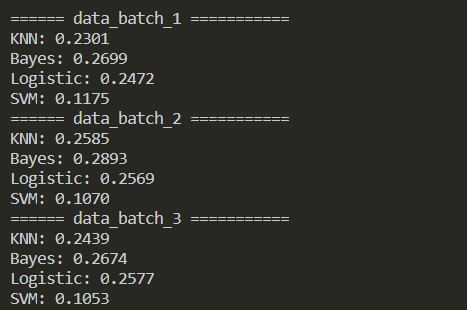 ====== data_batch_1 ===========
KNN: 0.2301
Bayes: 0.2699
Logistic: 0.2472
SVM: 0.1175
====== data_batch_2 ===========
KNN: 0.2585
Bayes: 0.2893
Logistic: 0.2569
SVM: 0.1070
====== data_batch_3 ===========
KNN: 0.2439
Bayes: 0.2674
Logistic: 0.2577
SVM: 0.1053